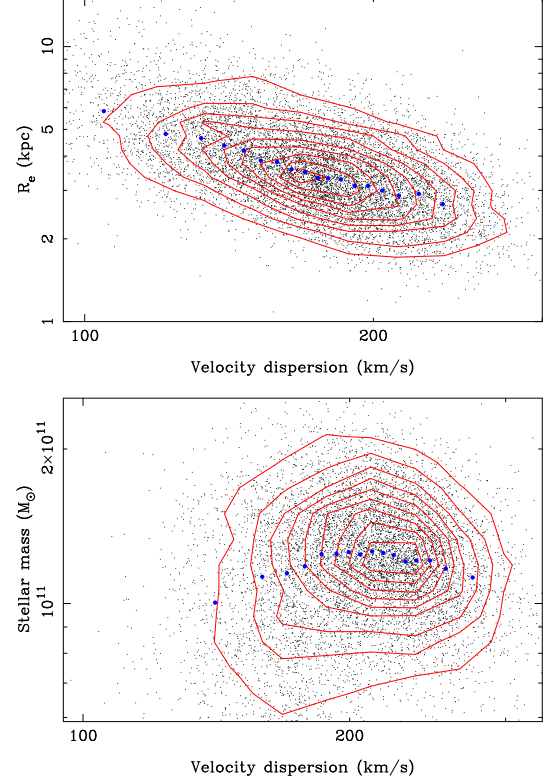 10
5
2
1
R_e (kpc)
100
200
Velocity dispersion (km/s)
2×10^11
10^11
Stellar mass (M_⊙)
100
200
Velocity dispersion (km/s)